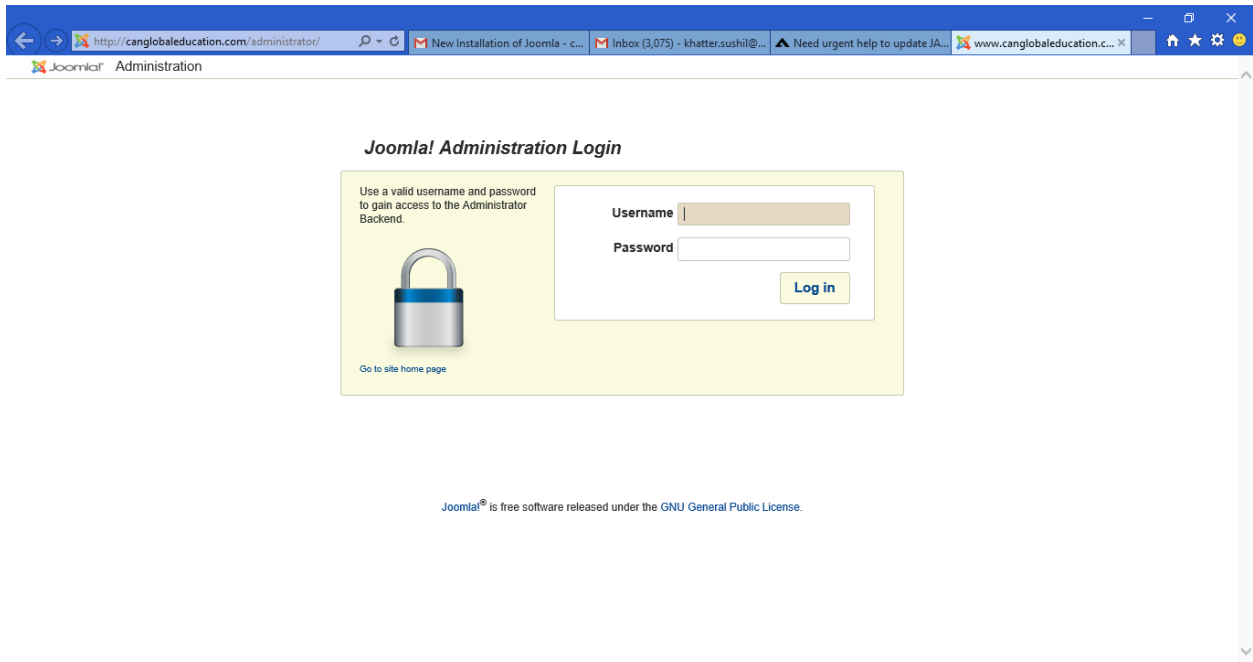 http://canglobaleducation.com/administrator/
New Installation of Joomla - c...
Inbox (3,075) - khatter.sushil@...
Need urgent help to update JA...
www.canglobaleducation.c...
Joomla!® Administration
Joomla! Administration Login
Use a valid username and password
to gain access to the Administrator
Backend.
Username
Password
Log in
Go to site home page
Joomla!® is free software released under the GNU General Public License.